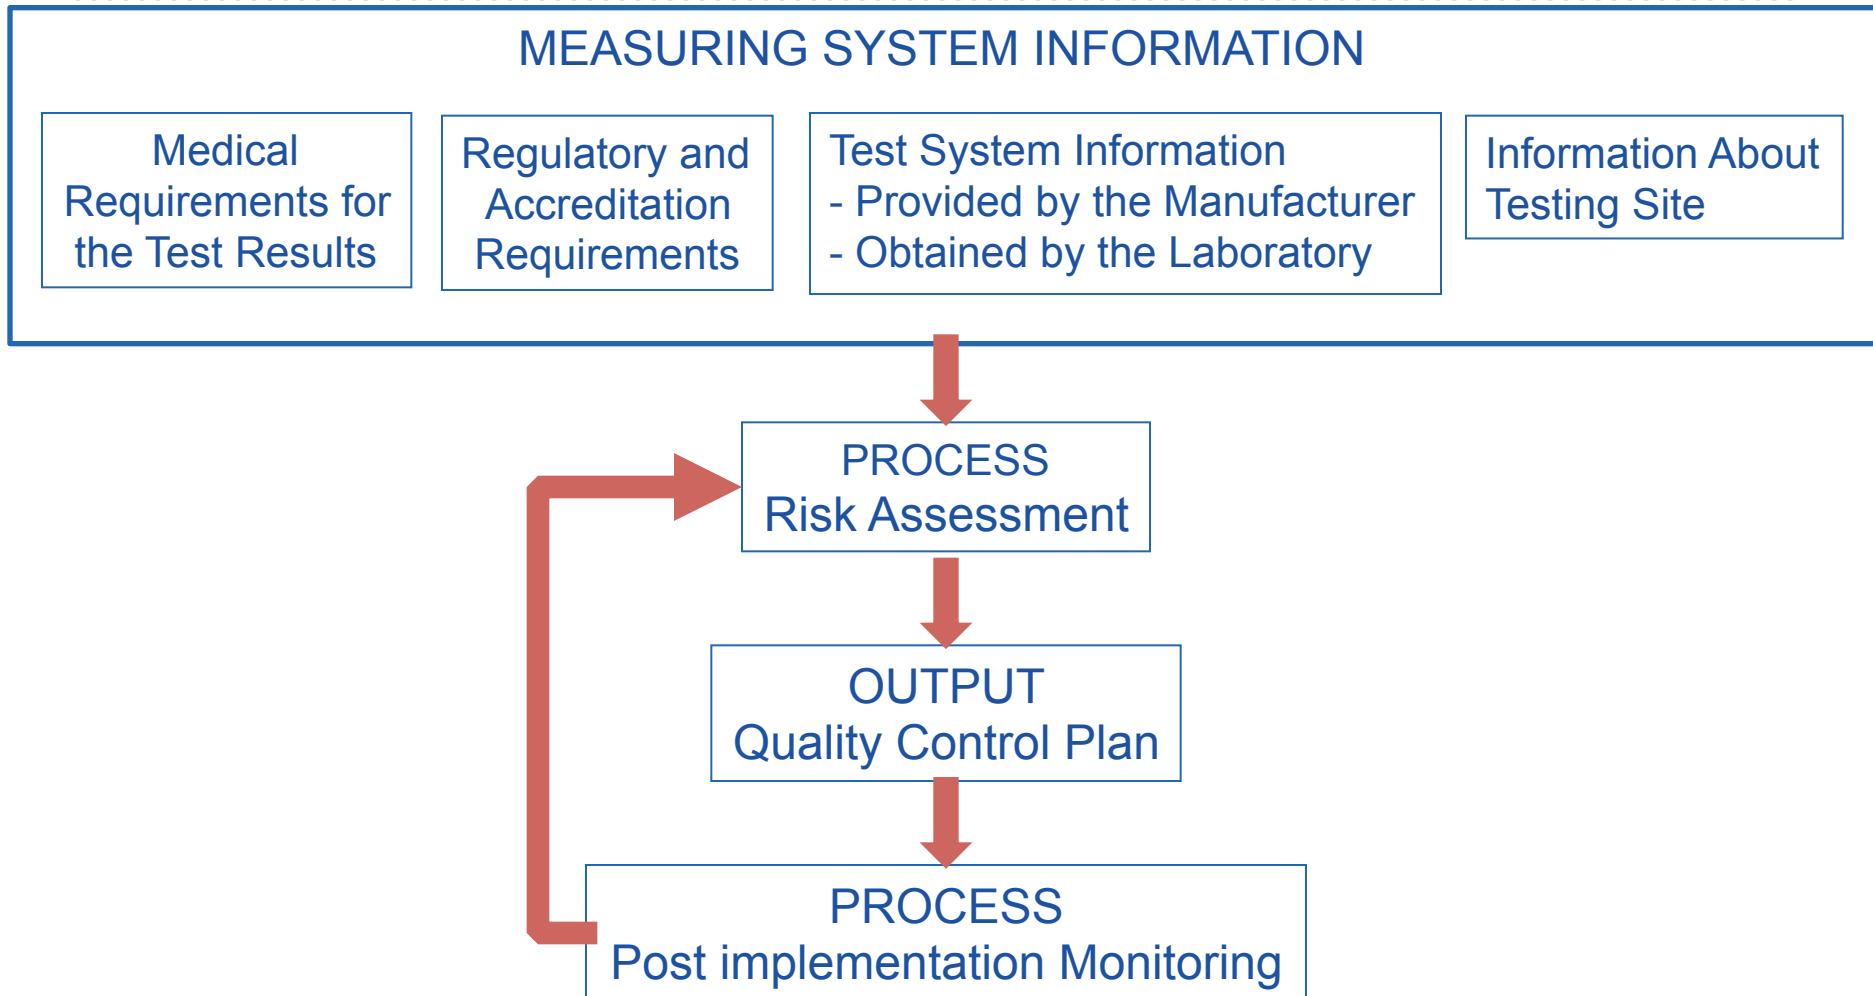 MEASURING SYSTEM INFORMATION
Medical
Requirements for
the Test Results
Regulatory and
Accreditation
Requirements
Test System Information
- Provided by the Manufacturer
- Obtained by the Laboratory
Information About
Testing Site
PROCESS
Risk Assessment
OUTPUT
Quality Control Plan
PROCESS
Post implementation Monitoring